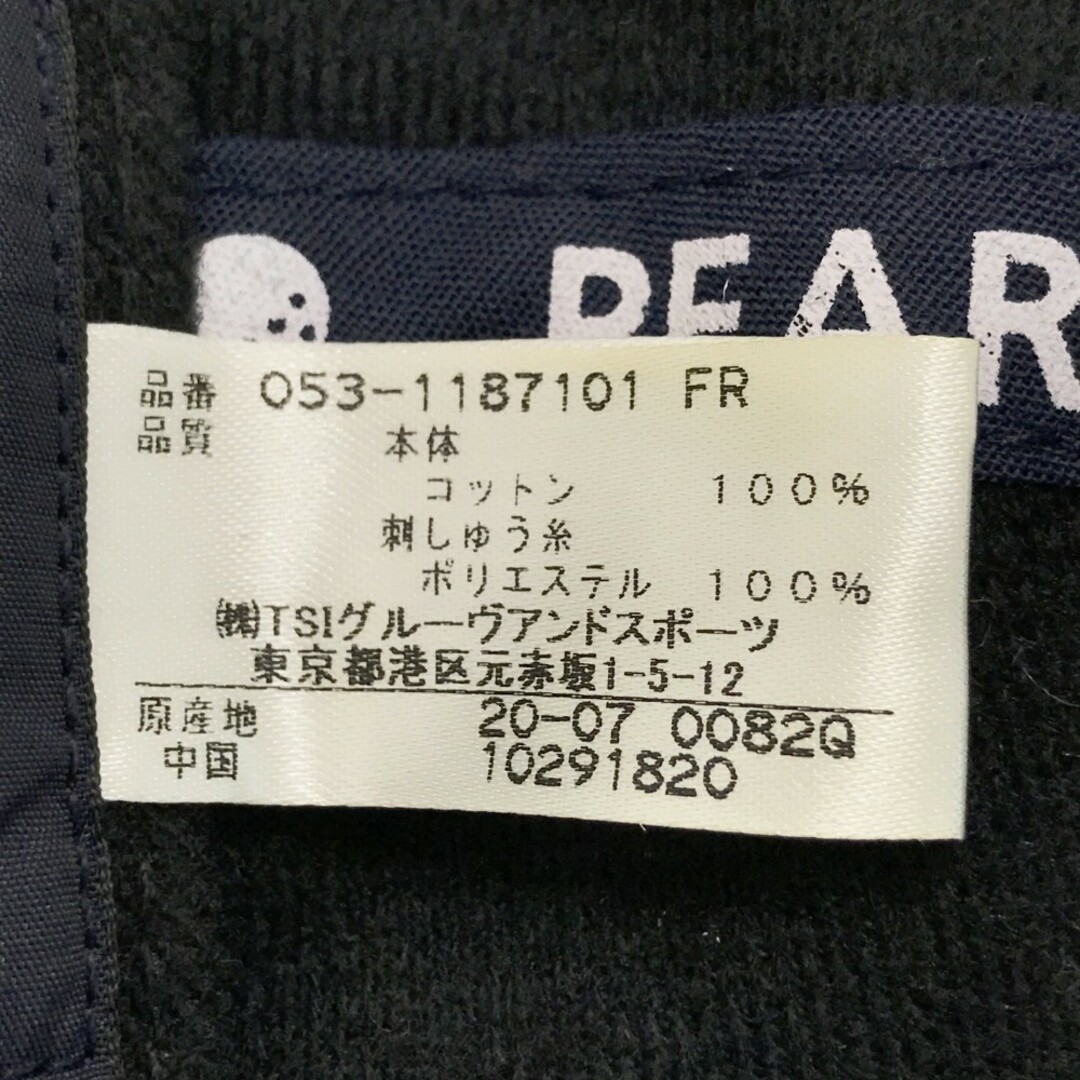 PEAR
品番 053-1187101 FR
品質 本体
コットン 100%
刺しゅう糸
ポリエステル 100%
㈱TSIグルーヴアンドスポーツ
東京都港区元赤坂1-5-12
原産地 20-07 0082Q
中国 10291820